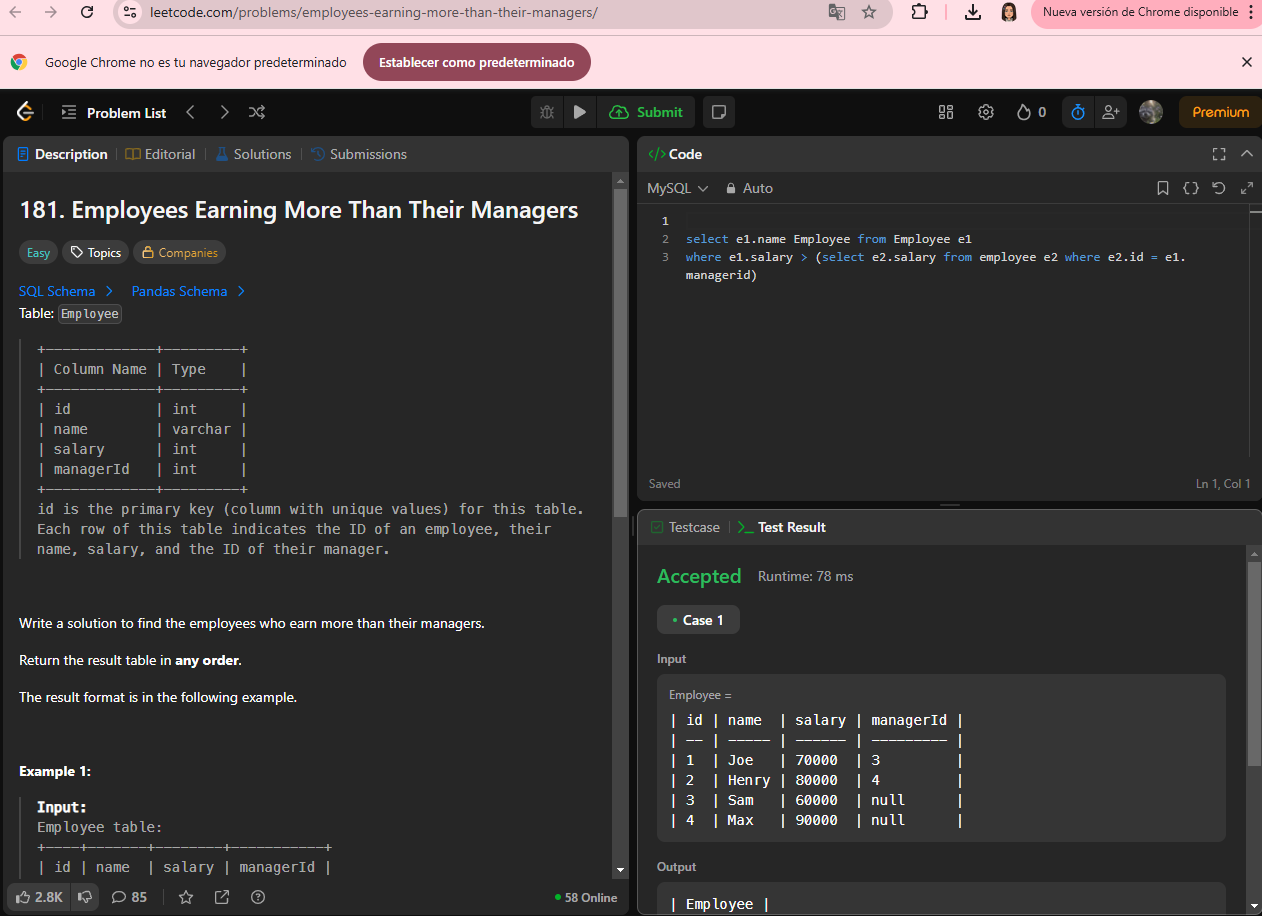 leetcode.com/problems/employees-earning-more-than-their-managers/
Nueva versión de Chrome disponible
Google Chrome no es tu navegador predeterminado
Establecer como predeterminado
Problem List
Submit
0
Premium
Description
Editorial
Solutions
Submissions
181. Employees Earning More Than Their Managers
Easy
Topics
Companies
SQL Schema
Pandas Schema
Table: Employee
+-------------+---------+
| Column Name | Type    |
+-------------+---------+
| id          | int     |
| name        | varchar |
| salary      | int     |
| managerId   | int     |
+-------------+---------+
id is the primary key (column with unique values) for this table.
Each row of this table indicates the ID of an employee, their
name, salary, and the ID of their manager.
Write a solution to find the employees who earn more than their managers.
Return the result table in any order.
The result format is in the following example.
Example 1:
Input:
Employee table:
+----+-------+--------+-----------+
| id | name  | salary | managerId |
2.8K
85
58 Online
</> Code
MySQL
Auto
1
2 select e1.name Employee from Employee e1
3 where e1.salary > (select e2.salary from employee e2 where e2.id = e1.
managerid)
Saved
Ln 1, Col 1
Testcase
Test Result
Accepted
Runtime: 78 ms
Case 1
Input
Employee =
| id | name  | salary | managerId |
| -- | ----- | ------ | --------- |
| 1  | Joe   | 70000  | 3         |
| 2  | Henry | 80000  | 4         |
| 3  | Sam   | 60000  | null      |
| 4  | Max   | 90000  | null      |
Output
| Employee |